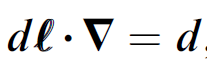 dℓ · ∇ = d,